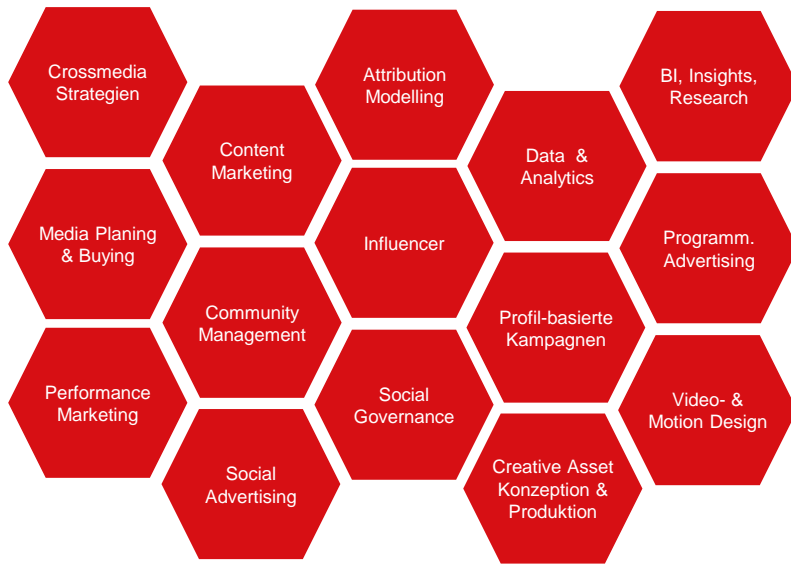 Crossmedia
Strategien
Attribution
Modelling
BI, Insights,
Research
Content
Marketing
Data &
Analytics
Media Planing
& Buying
Influencer
Programm.
Advertising
Community
Management
Profil-basierte
Kampagnen
Performance
Marketing
Social
Governance
Video- &
Motion Design
Social
Advertising
Creative Asset
Konzeption &
Produktion